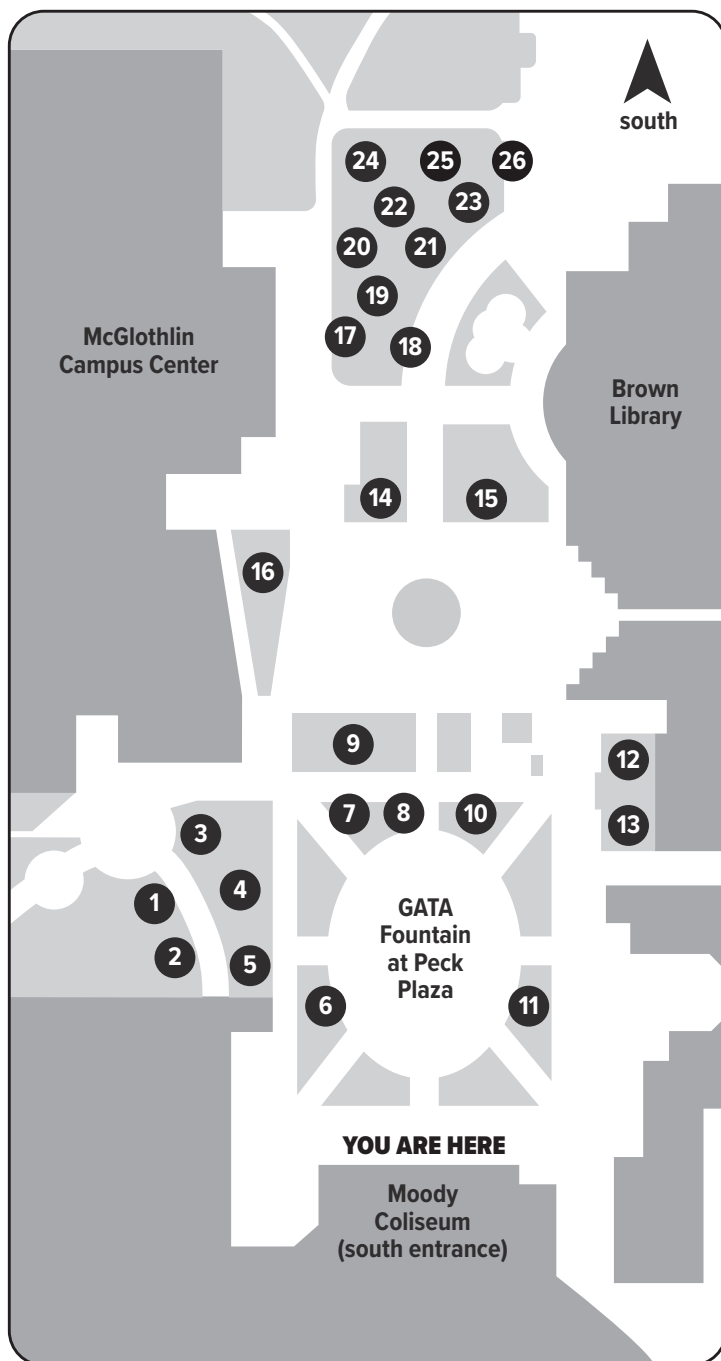 south
24
25
26
22
23
20
21
19
17
18
McGlothlin
Campus Center
Brown
Library
14
15
16
9
12
7
8
10
13
3
4
1
2
5
GATA
Fountain
at Peck
Plaza
6
11
YOU ARE HERE
Moody
Coliseum
(south entrance)